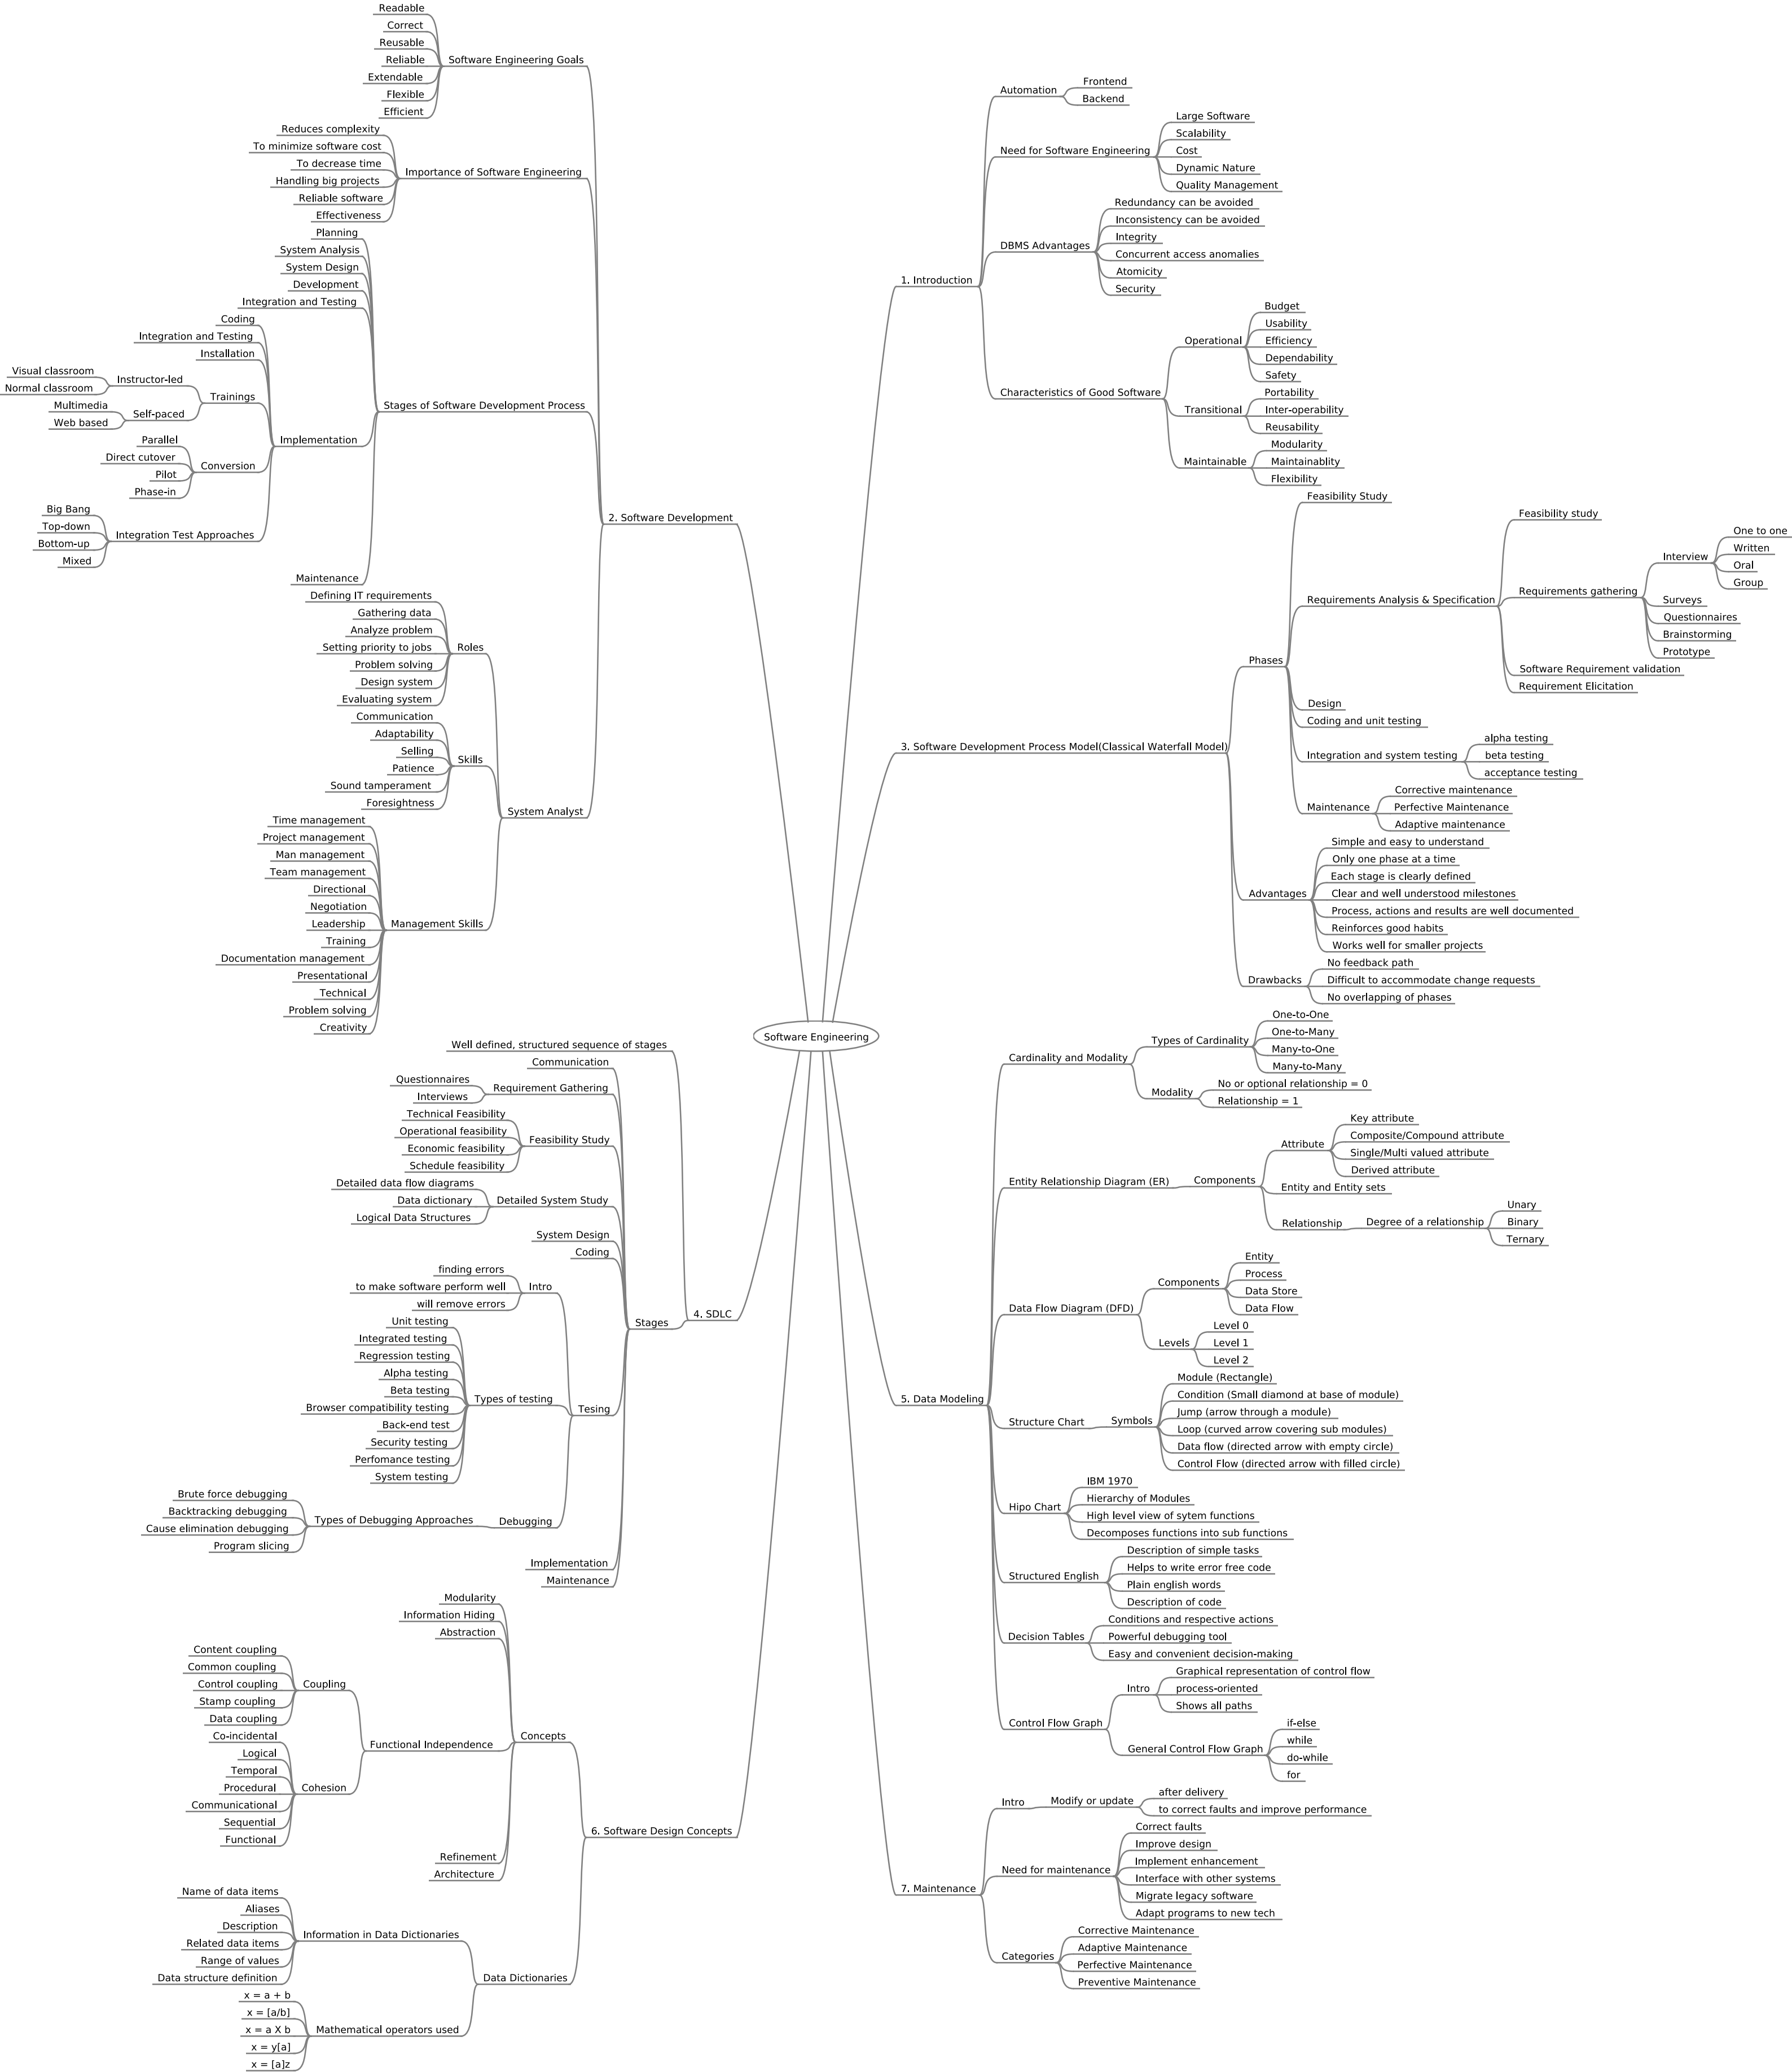 Software Engineering
1. Introduction
Automation
Frontend
Backend
Need for Software Engineering
Large Software
Scalability
Cost
Dynamic Nature
Quality Management
DBMS Advantages
Redundancy can be avoided
Inconsistency can be avoided
Integrity
Concurrent access anomalies
Atomicity
Security
Characteristics of Good Software
Operational
Budget
Usability
Efficiency
Dependability
Safety
Transitional
Portability
Inter-operability
Reusability
Maintainable
Modularity
Maintainablity
Flexibility
2. Software Development
Software Engineering Goals
Readable
Correct
Reusable
Reliable
Extendable
Flexible
Efficient
Importance of Software Engineering
Reduces complexity
To minimize software cost
To decrease time
Handling big projects
Reliable software
Effectiveness
Stages of Software Development Process
Planning
System Analysis
System Design
Development
Integration and Testing
Implementation
Coding
Integration and Testing
Installation
Trainings
Instructor-led
Visual classroom
Normal classroom
Self-paced
Multimedia
Web based
Conversion
Parallel
Direct cutover
Pilot
Phase-in
Integration Test Approaches
Big Bang
Top-down
Bottom-up
Mixed
Maintenance
System Analyst
Roles
Defining IT requirements
Gathering data
Analyze problem
Setting priority to jobs
Problem solving
Design system
Evaluating system
Skills
Communication
Adaptability
Selling
Patience
Sound tamperament
Foresightness
Management Skills
Time management
Project management
Man management
Team management
Directional
Negotiation
Leadership
Training
Documentation management
Presentational
Technical
Problem solving
Creativity
3. Software Development Process Model(Classical Waterfall Model)
Phases
Feasibility Study
Requirements Analysis & Specification
Feasibility study
Requirements gathering
Interview
One to one
Written
Oral
Group
Surveys
Questionnaires
Brainstorming
Prototype
Software Requirement validation
Requirement Elicitation
Design
Coding and unit testing
Integration and system testing
alpha testing
beta testing
acceptance testing
Maintenance
Corrective maintenance
Perfective Maintenance
Adaptive maintenance
Advantages
Simple and easy to understand
Only one phase at a time
Each stage is clearly defined
Clear and well understood milestones
Process, actions and results are well documented
Reinforces good habits
Works well for smaller projects
Drawbacks
No feedback path
Difficult to accommodate change requests
No overlapping of phases
4. SDLC
Well defined, structured sequence of stages
Stages
Communication
Requirement Gathering
Questionnaires
Interviews
Feasibility Study
Technical Feasibility
Operational feasibility
Economic feasibility
Schedule feasibility
Detailed System Study
Detailed data flow diagrams
Data dictionary
Logical Data Structures
System Design
Coding
Tesing
Intro
finding errors
to make software perform well
will remove errors
Types of testing
Unit testing
Integrated testing
Regression testing
Alpha testing
Beta testing
Browser compatibility testing
Back-end test
Security testing
Perfomance testing
System testing
Debugging
Types of Debugging Approaches
Brute force debugging
Backtracking debugging
Cause elimination debugging
Program slicing
Implementation
Maintenance
5. Data Modeling
Cardinality and Modality
Types of Cardinality
One-to-One
One-to-Many
Many-to-One
Many-to-Many
Modality
No or optional relationship = 0
Relationship = 1
Entity Relationship Diagram (ER)
Components
Attribute
Key attribute
Composite/Compound attribute
Single/Multi valued attribute
Derived attribute
Entity and Entity sets
Relationship
Degree of a relationship
Unary
Binary
Ternary
Data Flow Diagram (DFD)
Components
Entity
Process
Data Store
Data Flow
Levels
Level 0
Level 1
Level 2
Structure Chart
Symbols
Module (Rectangle)
Condition (Small diamond at base of module)
Jump (arrow through a module)
Loop (curved arrow covering sub modules)
Data flow (directed arrow with empty circle)
Control Flow (directed arrow with filled circle)
Hipo Chart
IBM 1970
Hierarchy of Modules
High level view of sytem functions
Decomposes functions into sub functions
Structured English
Description of simple tasks
Helps to write error free code
Plain english words
Description of code
Decision Tables
Conditions and respective actions
Powerful debugging tool
Easy and convenient decision-making
Control Flow Graph
Intro
Graphical representation of control flow
process-oriented
Shows all paths
General Control Flow Graph
if-else
while
do-while
for
6. Software Design Concepts
Concepts
Modularity
Information Hiding
Abstraction
Functional Independence
Coupling
Content coupling
Common coupling
Control coupling
Stamp coupling
Data coupling
Cohesion
Co-incidental
Logical
Temporal
Procedural
Communicational
Sequential
Functional
Refinement
Architecture
Data Dictionaries
Information in Data Dictionaries
Name of data items
Aliases
Description
Related data items
Range of values
Data structure definition
Mathematical operators used
x = a + b
x = [a/b]
x = a X b
x = y[a]
x = [a]z
7. Maintenance
Intro
Modify or update
after delivery
to correct faults and improve performance
Need for maintenance
Correct faults
Improve design
Implement enhancement
Interface with other systems
Migrate legacy software
Adapt programs to new tech
Categories
Corrective Maintenance
Adaptive Maintenance
Perfective Maintenance
Preventive Maintenance